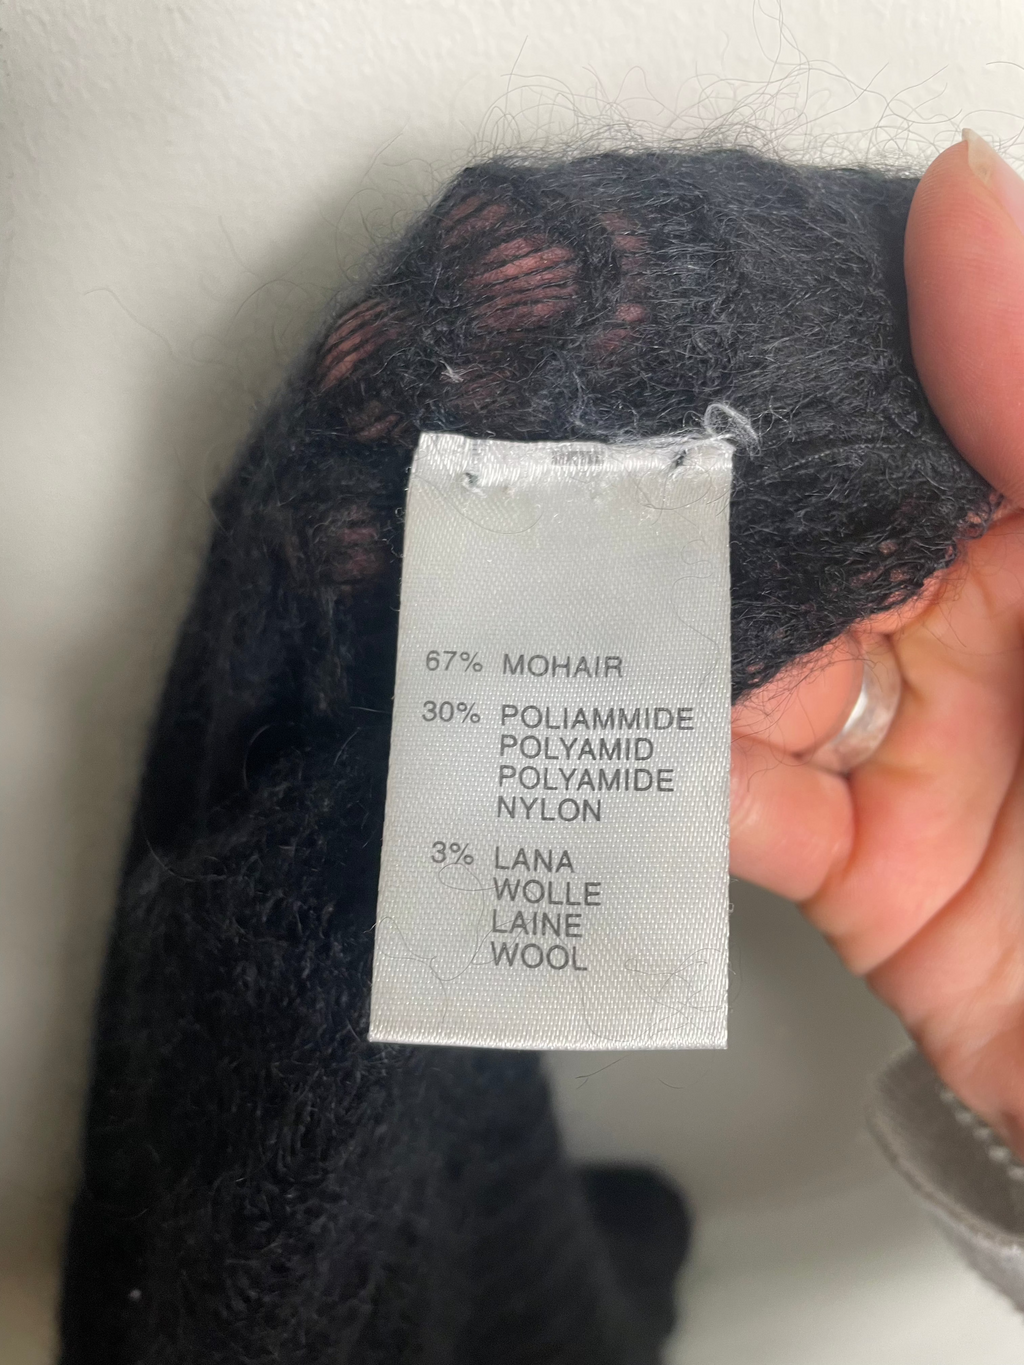 67% MOHAIR
30% POLIAMMIDE
POLYAMID
POLYAMIDE
NYLON
3% LANA
WOLLE
LAINE
WOOL